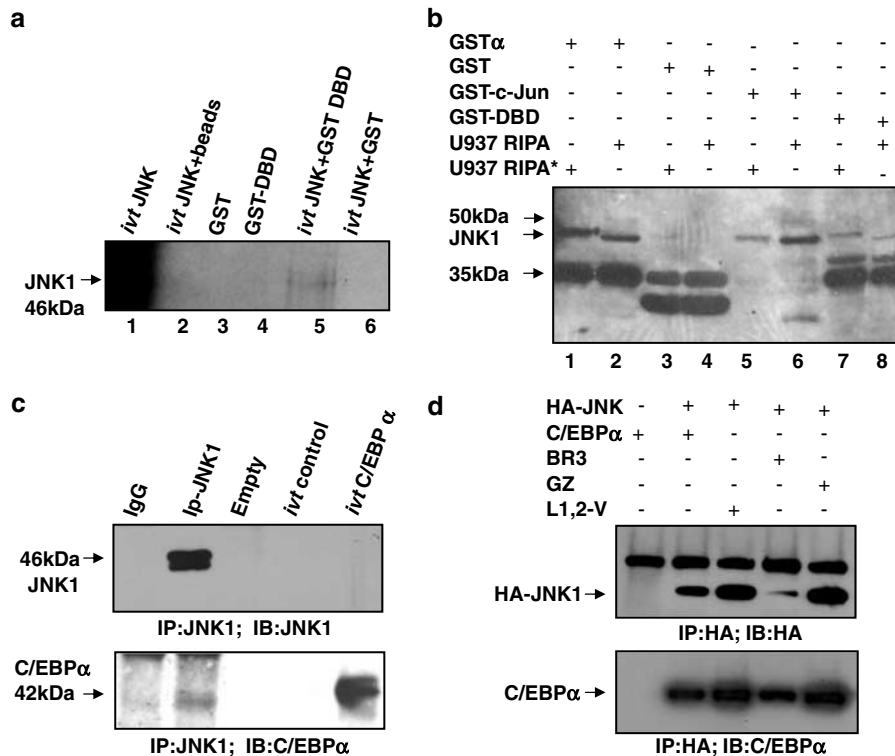 a
ivt JNK
ivt JNK+beads
GST
GST-DBD
ivt JNK+GST DBD
ivt JNK+GST
JNK1
46kDa
1 2 3 4 5 6
b
GSTα + + - - - - - -
GST - - + + - - - -
GST-c-Jun - - - - + + - -
GST-DBD - - - - - - + +
U937 RIPA - + - + - + - +
U937 RIPA* + - + - + - + -
50kDa
JNK1
35kDa
1 2 3 4 5 6 7 8
c
IgG
Ip-JNK1
Empty
ivt control
ivt C/EBP α
46kDa
JNK1
IP:JNK1; IB:JNK1
C/EBPα
42kDa
IP:JNK1; IB:C/EBPα
d
HA-JNK - + + + +
C/EBPα + + - - -
BR3 - - - + -
GZ - - - - +
L1,2-V - - + - -
HA-JNK1
IP:HA; IB:HA
C/EBPα
IP:HA; IB:C/EBPα